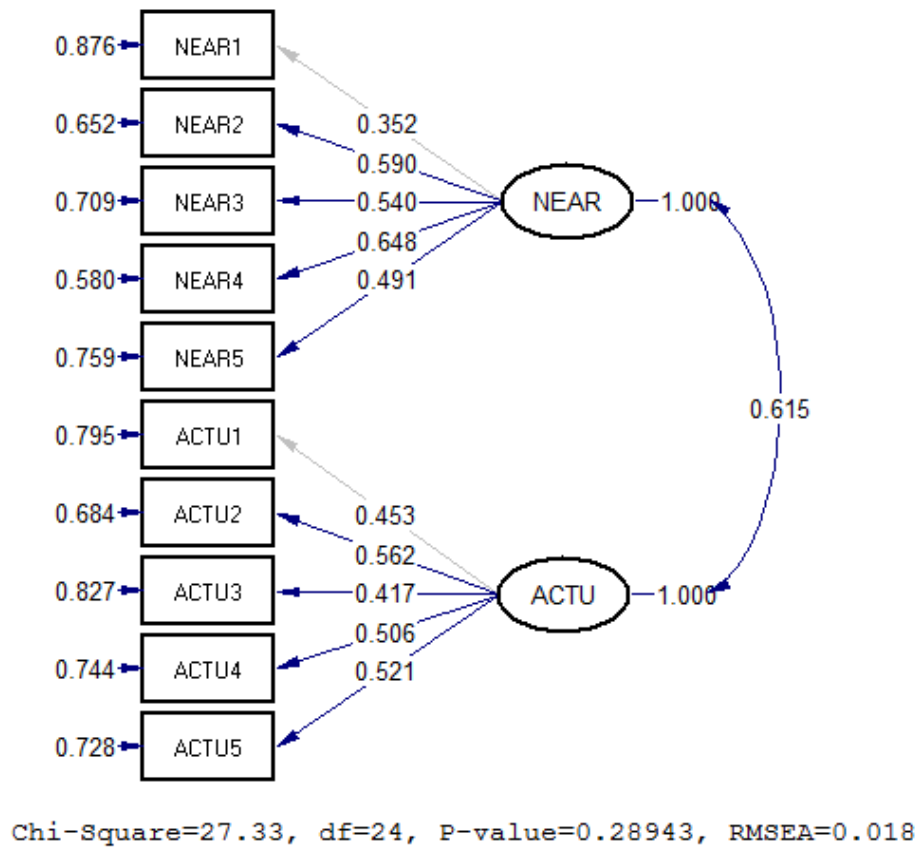 0.876 NEAR1
0.352
0.652 NEAR2
0.590
0.709 NEAR3 0.540 NEAR 1.000
0.648
0.580 NEAR4
0.491
0.759 NEAR5
0.615
0.795 ACTU1
0.453
0.684 ACTU2
0.562
0.827 ACTU3 0.417 ACTU 1.000
0.506
0.744 ACTU4
0.521
0.728 ACTU5
Chi-Square=27.33, df=24, P-value=0.28943, RMSEA=0.018